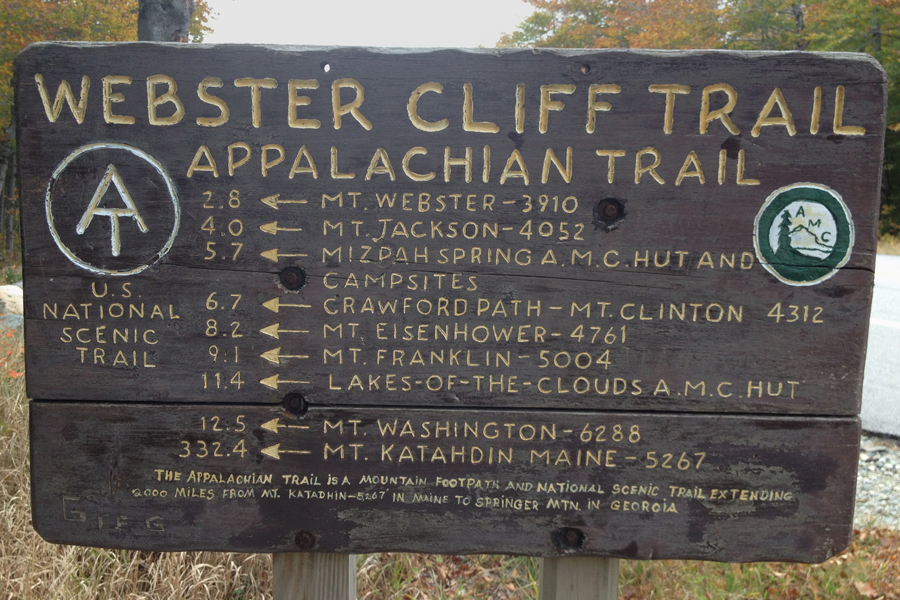 WEBSTER CLIFF TRAIL
APPALACHIAN TRAIL
AT
U.S.
NATIONAL
SCENIC
TRAIL
2.8 ← MT. WEBSTER-3910
4.0 ← MT. JACKSON-4052
5.7 ← MIZPAH SPRING A.M.C. HUT AND
CAMPSITES
6.7 ← CRAWFORD PATH - MT. CLINTON 4312
8.2 ← MT. EISENHOWER-4761
9.1 ← MT. FRANKLIN-5004
11.4 ← LAKES-OF-THE-CLOUDS A.M.C. HUT
AMC
12.5 ← MT. WASHINGTON-6288
332.4 ← MT. KATAHDIN MAINE-5267
THE APPALACHIAN TRAIL IS A MOUNTAIN FOOTPATH AND NATIONAL SCENIC TRAIL EXTENDING
2000 MILES FROM MT. KATADHIN-5267' IN MAINE TO SPRINGER MTN. IN GEORGIA